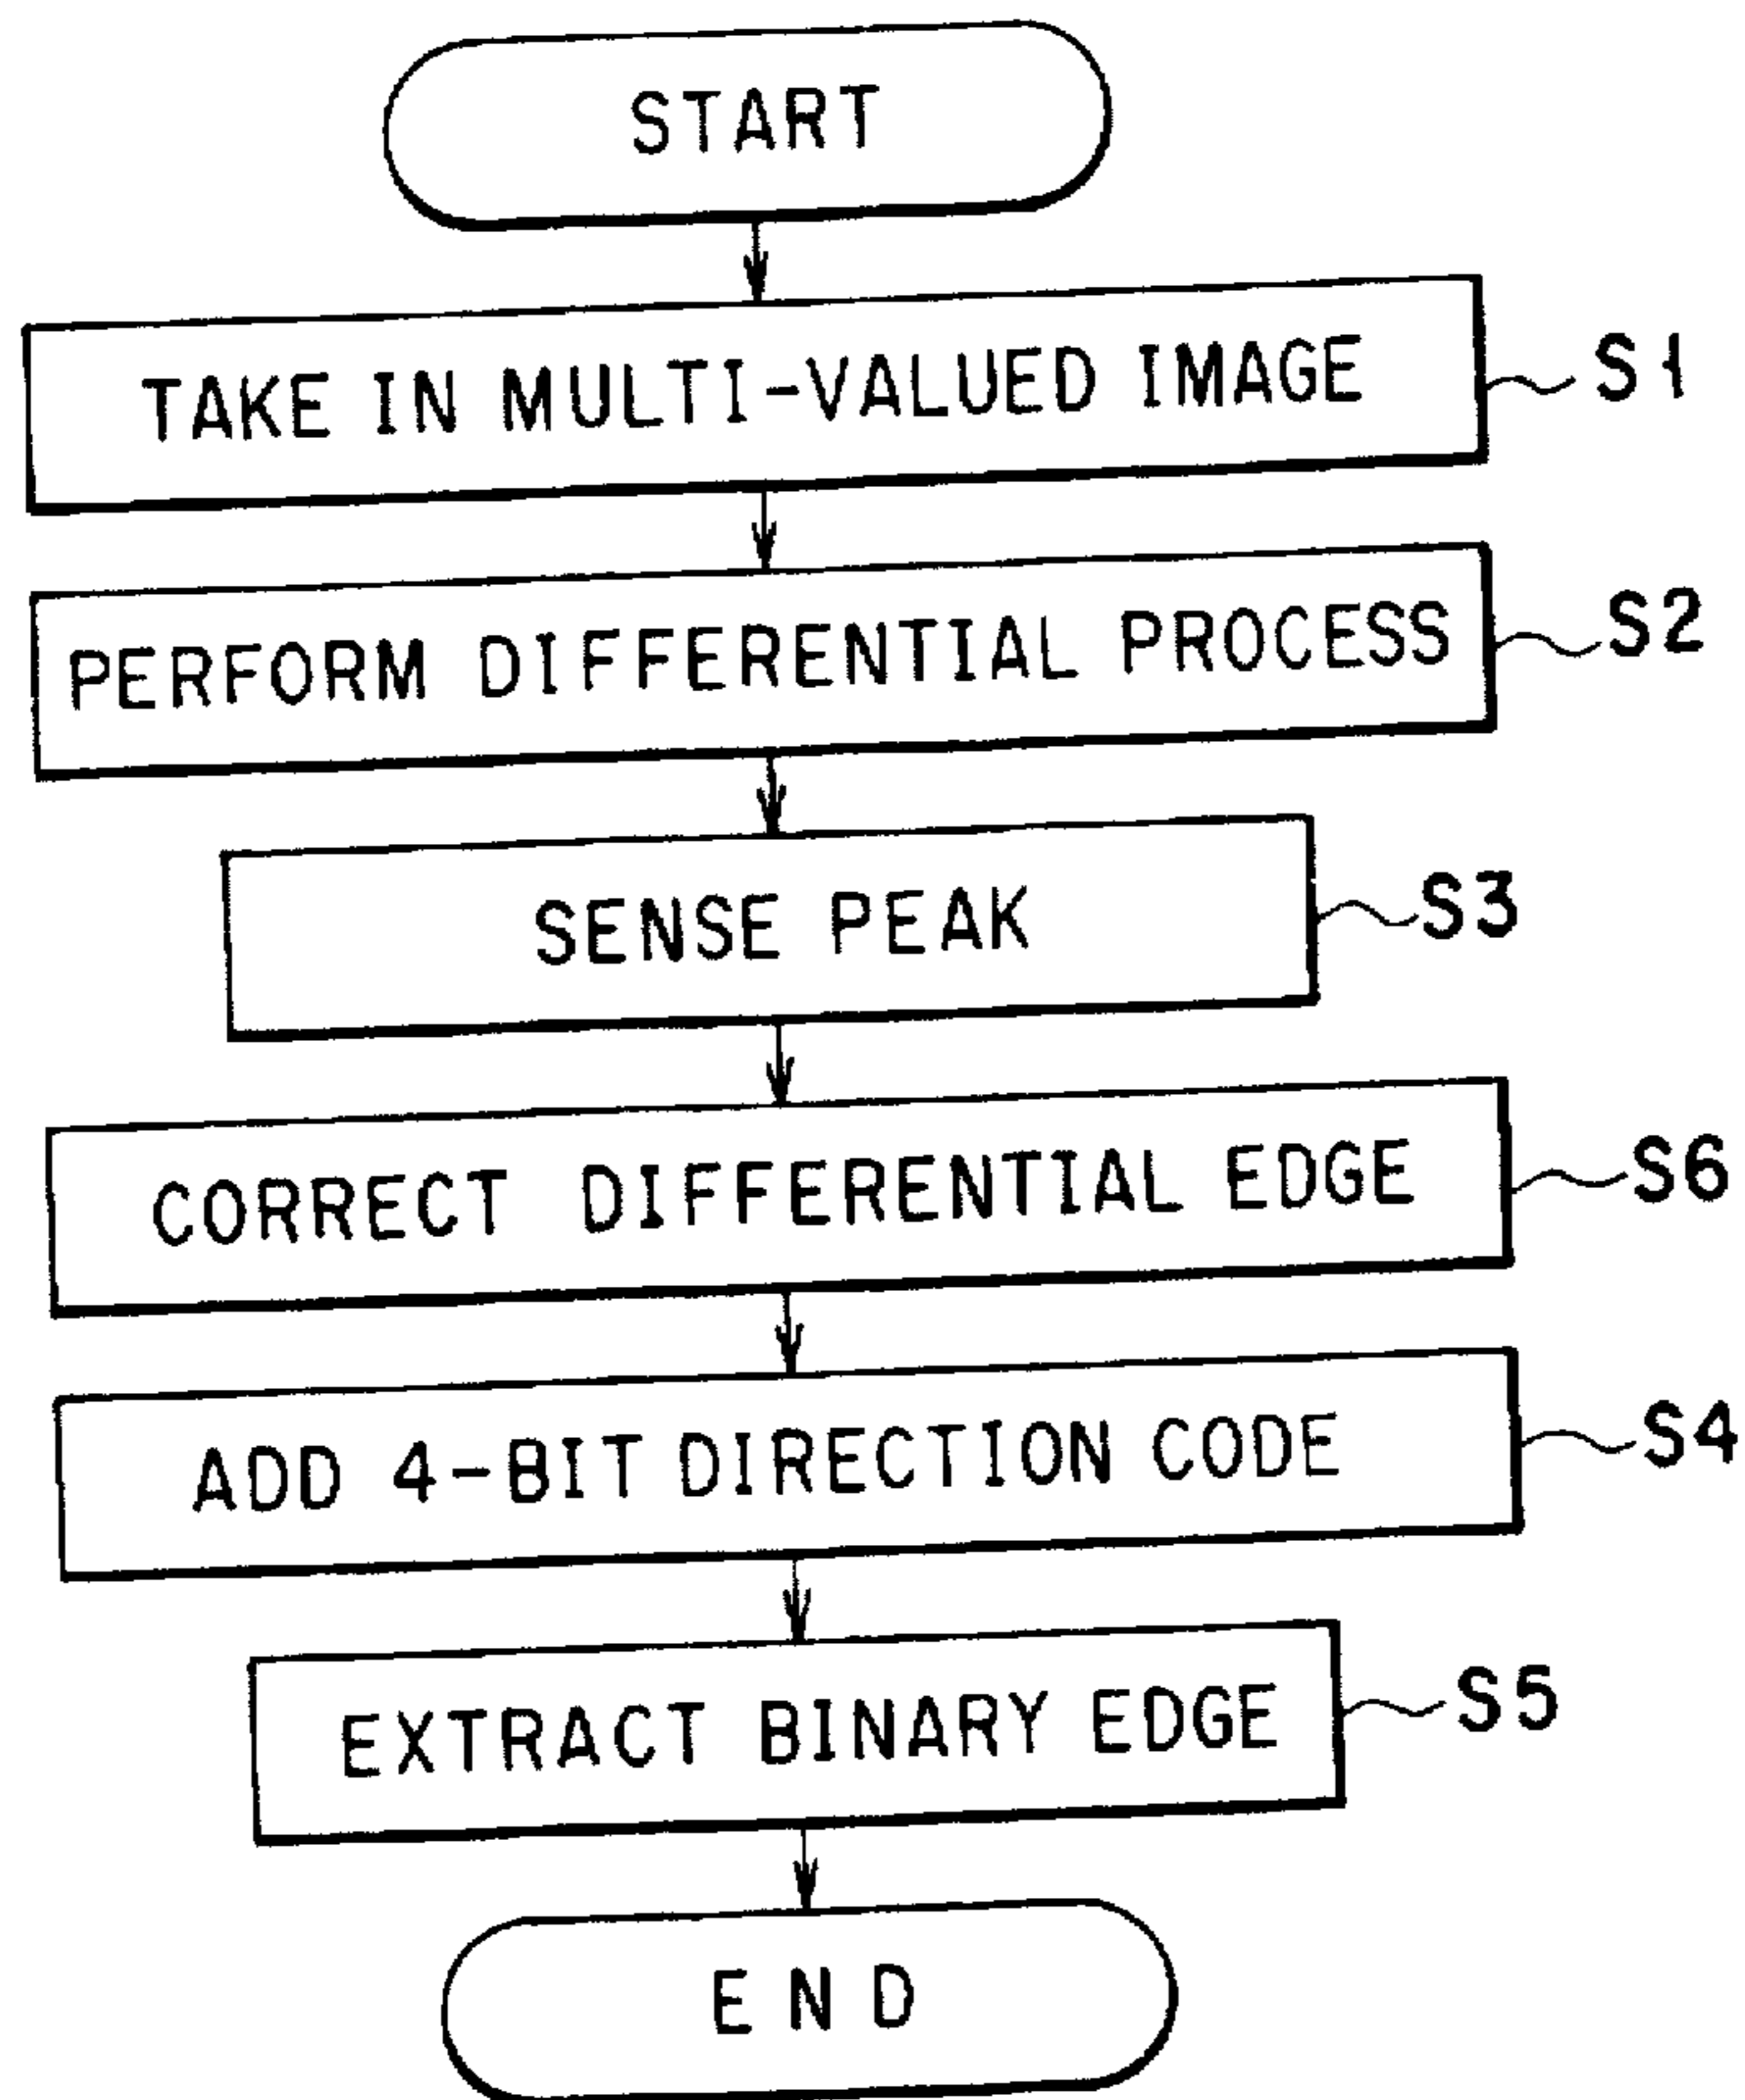 START
TAKE IN MULTI-VALUED IMAGE
S1
PERFORM DIFFERENTIAL PROCESS
S2
SENSE PEAK
S3
CORRECT DIFFERENTIAL EDGE
S6
ADD 4-BIT DIRECTION CODE
S4
EXTRACT BINARY EDGE
S5
END